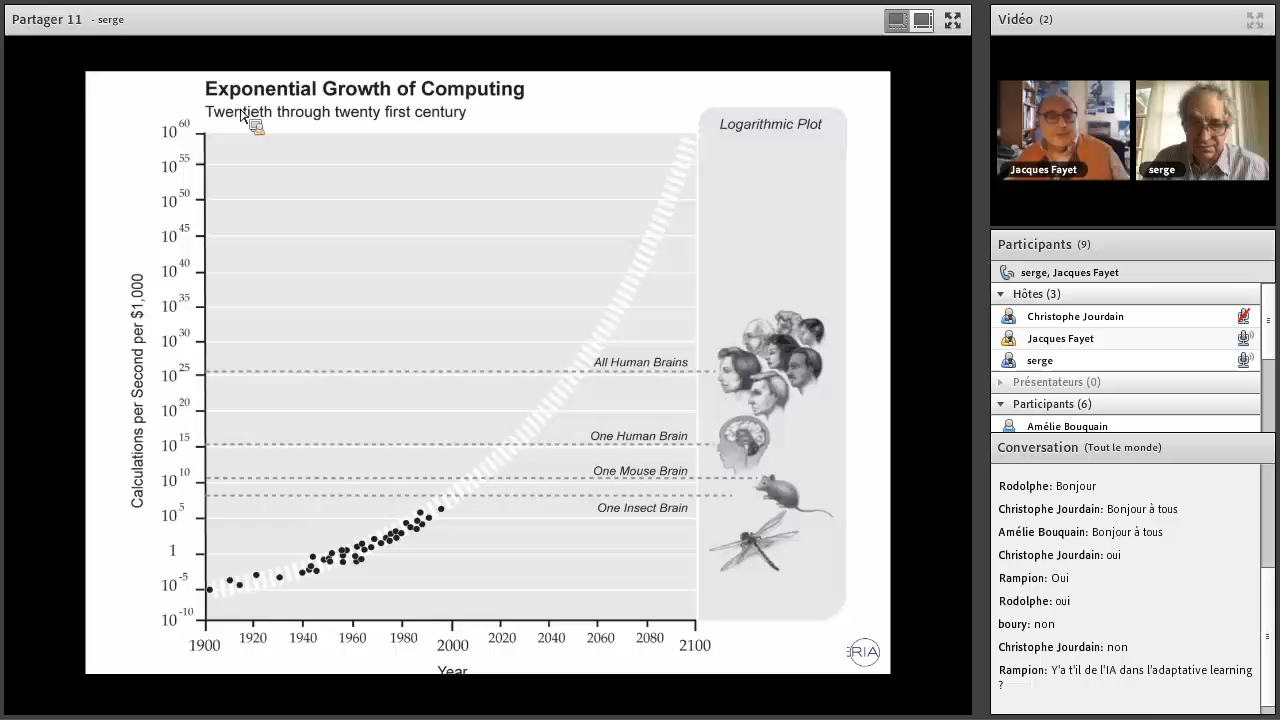 Partager 11 - serge
Exponential Growth of Computing
Twentieth through twenty first century
Logarithmic Plot
10 60
10 55
10 50
10 45
10 40
10 35
10 30
10 25
10 20
10 15
10 10
10 5
1
10 -5
10 -10
Calculations per Second per $1,000
All Human Brains
One Human Brain
One Mouse Brain
One Insect Brain
1900 1920 1940 1960 1980 2000 2020 2040 2060 2080 2100
Year
ERIA
Vidéo (2)
Jacques Fayet
serge
Participants (9)
serge, Jacques Fayet
Hôtes (3)
Christophe Jourdain
Jacques Fayet
serge
Présentateurs (0)
Participants (6)
Amélie Bouquain
Conversation (Tout le monde)
Rodolphe: Bonjour
Christophe Jourdain: Bonjour à tous
Amélie Bouquain: Bonjour à tous
Christophe Jourdain: oui
Rampion: Oui
Rodolphe: oui
boury: non
Christophe Jourdain: non
Rampion: Y'a t'il de l'IA dans l'adaptative learning
?